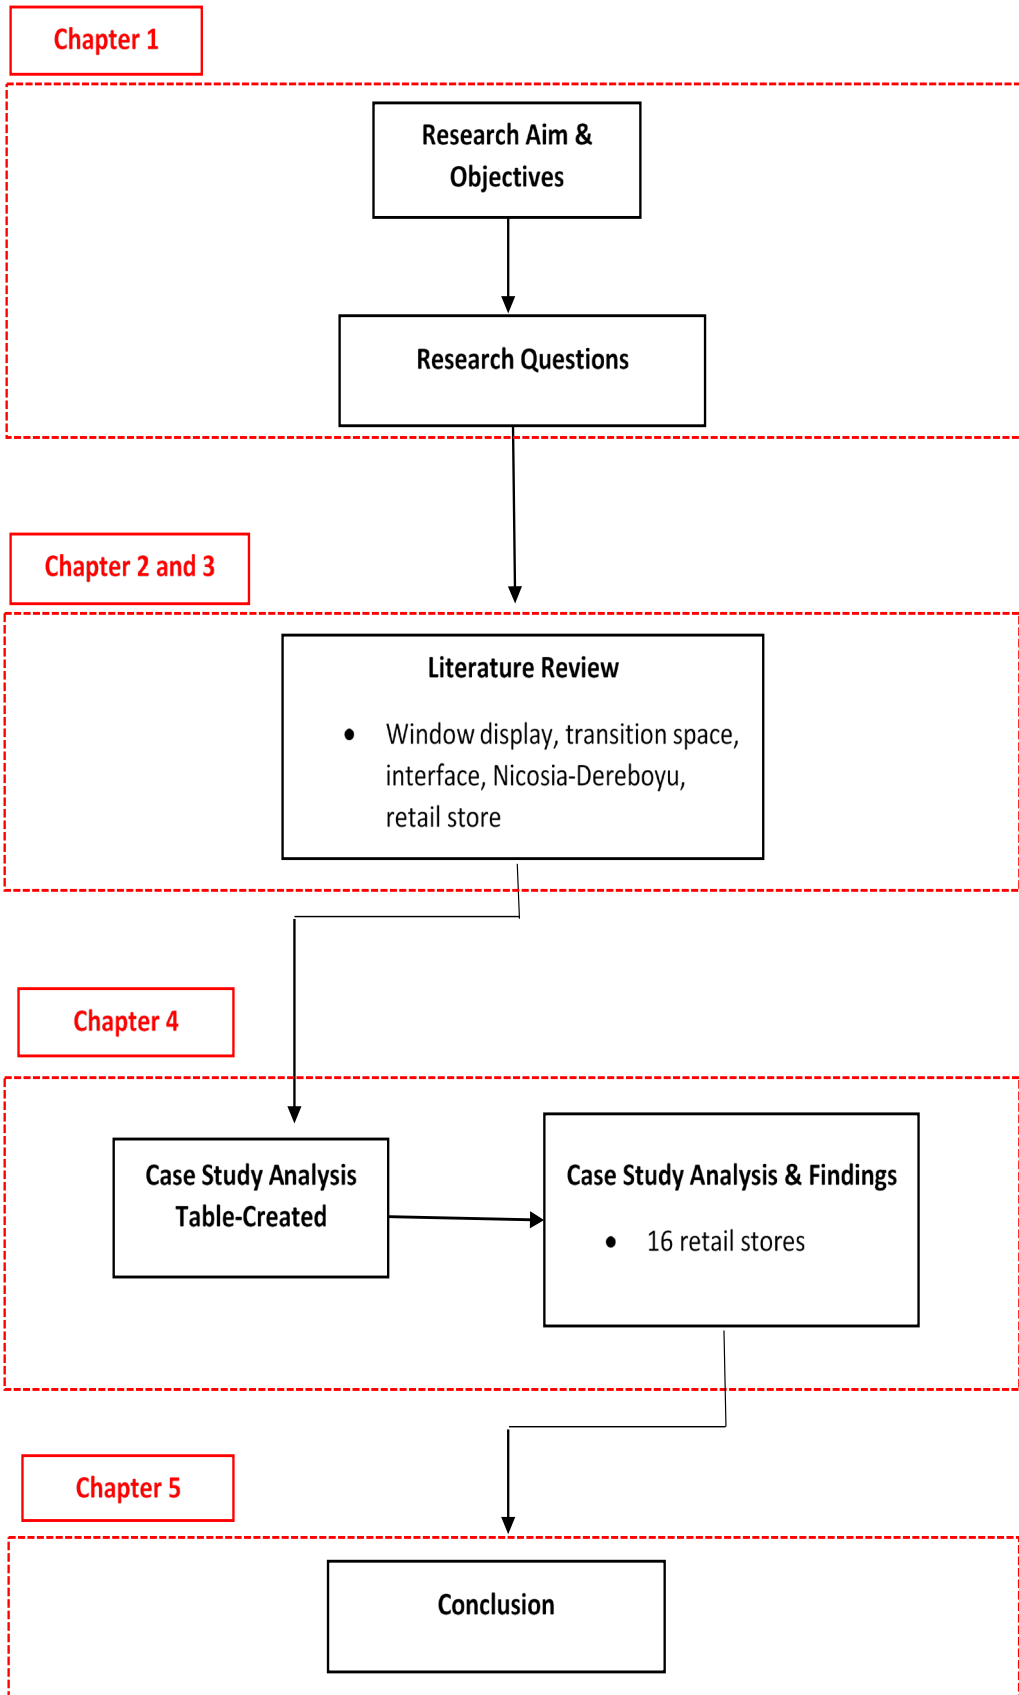 Chapter 1
Research Aim &
Objectives
Research Questions
Chapter 2 and 3
Literature Review
• Window display, transition space,
interface, Nicosia-Dereboyu,
retail store
Chapter 4
Case Study Analysis
Table-Created
Case Study Analysis & Findings
• 16 retail stores
Chapter 5
Conclusion